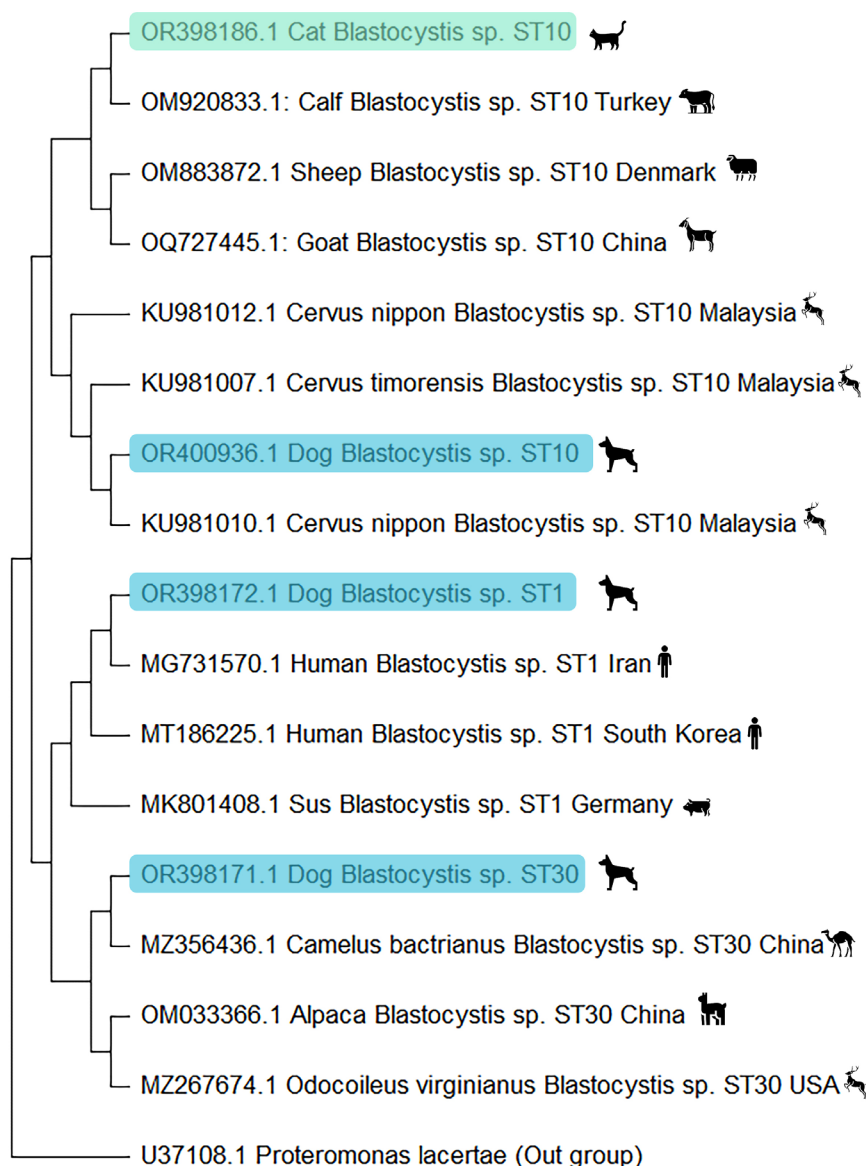 OR398186.1 Cat Blastocystis sp. ST10
OM920833.1: Calf Blastocystis sp. ST10 Turkey
OM883872.1 Sheep Blastocystis sp. ST10 Denmark
OQ727445.1: Goat Blastocystis sp. ST10 China
KU981012.1 Cervus nippon Blastocystis sp. ST10 Malaysia
KU981007.1 Cervus timorensis Blastocystis sp. ST10 Malaysia
OR400936.1 Dog Blastocystis sp. ST10
KU981010.1 Cervus nippon Blastocystis sp. ST10 Malaysia
OR398172.1 Dog Blastocystis sp. ST1
MG731570.1 Human Blastocystis sp. ST1 Iran
MT186225.1 Human Blastocystis sp. ST1 South Korea
MK801408.1 Sus Blastocystis sp. ST1 Germany
OR398171.1 Dog Blastocystis sp. ST30
MZ356436.1 Camelus bactrianus Blastocystis sp. ST30 China
OM033366.1 Alpaca Blastocystis sp. ST30 China
MZ267674.1 Odocoileus virginianus Blastocystis sp. ST30 USA
U37108.1 Proteromonas lacertae (Out group)